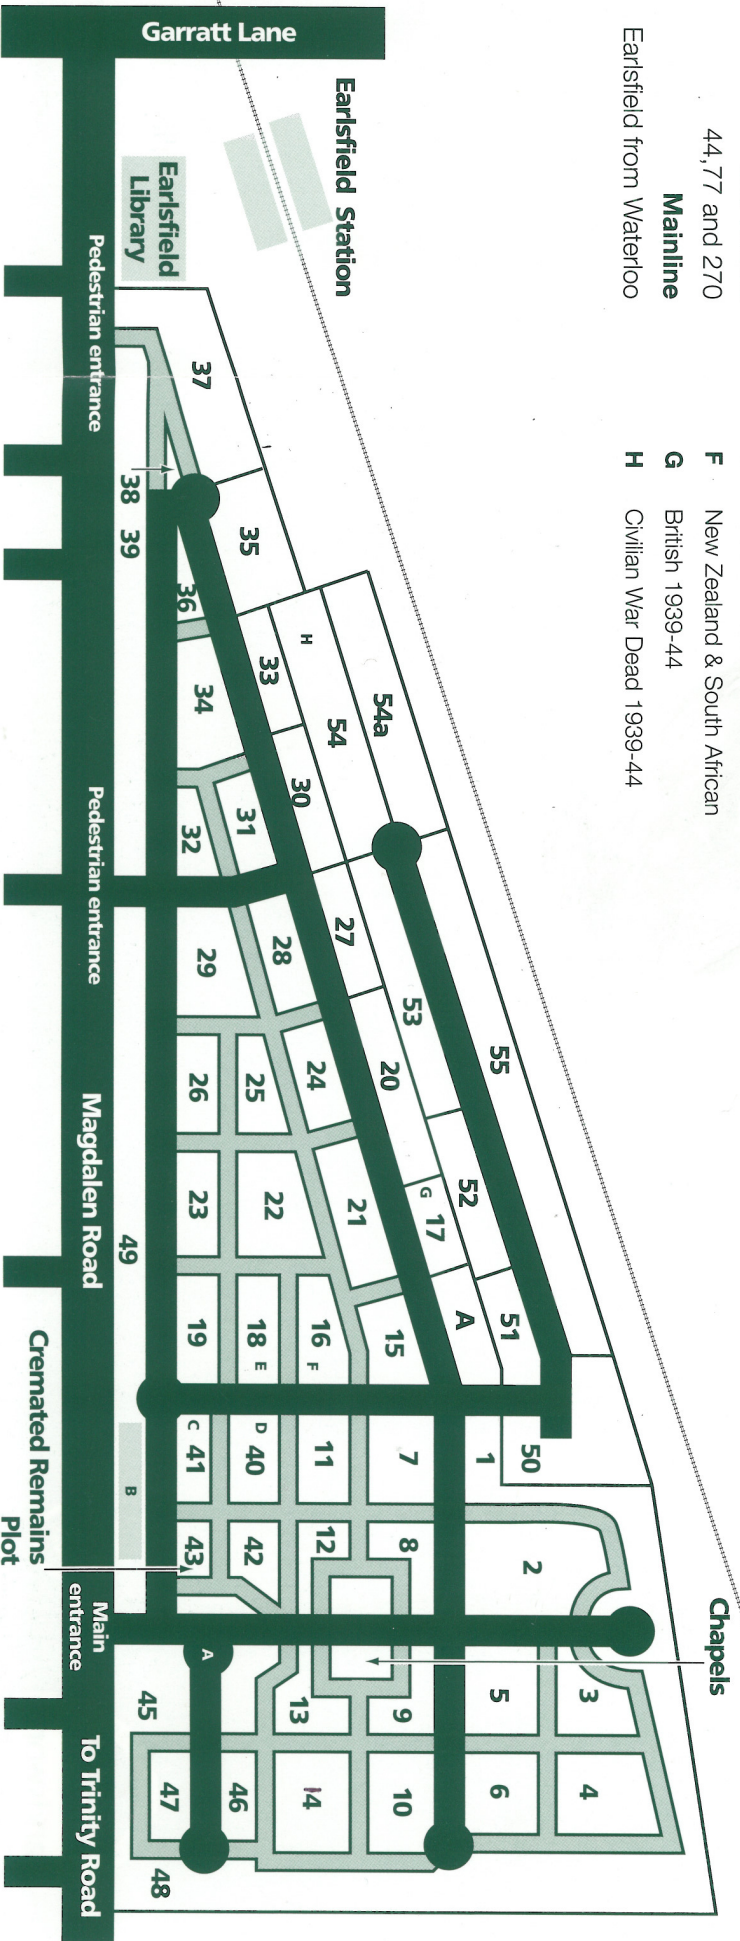 44,77 and 270
Mainline
Earlsfield from Waterloo
F New Zealand & South African
G British 1939-44
H Civilian War Dead 1939-44
Garratt Lane
Earlsfield Station
Earlsfield
Library
Chapels
37
35
H
54a
54
33
30
38
39
36
34
31
32
27
28
29
53
55
20
24
25
26
52
G
17
21
22
23
49
A
51
15
16
F
18
E
19
50
1
7
11
D
40
C
41
B
2
8
12
42
43
3
5
9
13
A
45
4
6
10
14
46
47
48
Pedestrian entrance
Pedestrian entrance
Magdalen Road
Main
entrance
To Trinity Road
Cremated Remains
Plot